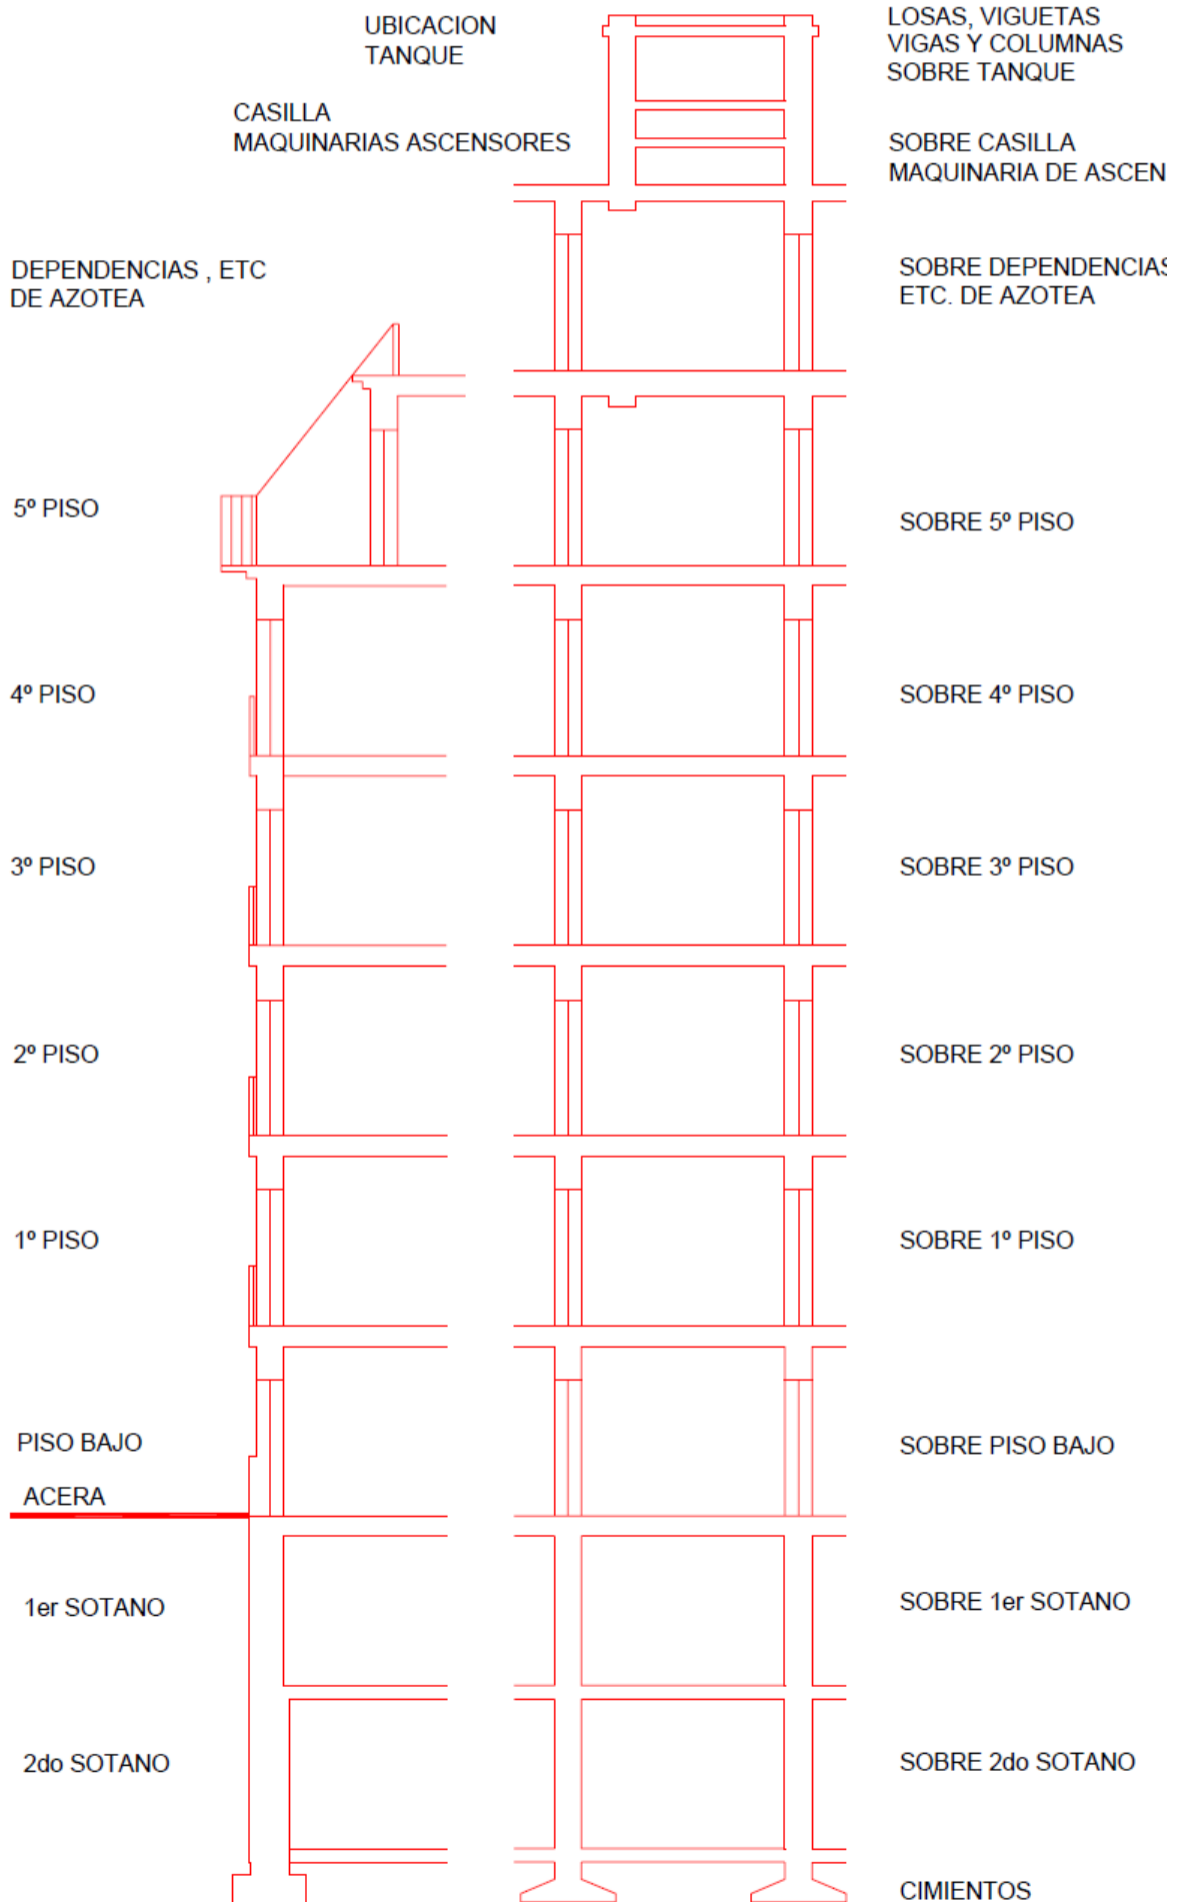 UBICACION
TANQUE
LOSAS, VIGUETAS
VIGAS Y COLUMNAS
SOBRE TANQUE
CASILLA
MAQUINARIAS ASCENSORES
SOBRE CASILLA
MAQUINARIA DE ASCEN
DEPENDENCIAS , ETC
DE AZOTEA
SOBRE DEPENDENCIAS
ETC. DE AZOTEA
5º PISO
SOBRE 5º PISO
4º PISO
SOBRE 4º PISO
3º PISO
SOBRE 3º PISO
2º PISO
SOBRE 2º PISO
1º PISO
SOBRE 1º PISO
PISO BAJO
SOBRE PISO BAJO
ACERA
1er SOTANO
SOBRE 1er SOTANO
2do SOTANO
SOBRE 2do SOTANO
CIMIENTOS